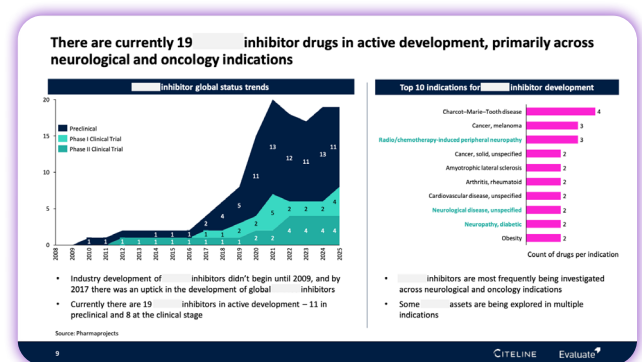 There are currently 19 inhibitor drugs in active development, primarily across
neurological and oncology indications
inhibitor global status trends
20
15
10
5
0
Preclinical
Phase I Clinical Trial
Phase II Clinical Trial
1 1 1 1 1 1 1 1 1 1 1 1 1
2 4 5 11 13 12 11 13 11
1 1 2 2 5 2 2 2 4
1 1 1 2 2 4 4 4 4
2008 2009 2010 2011 2012 2013 2014 2015 2016 2017 2018 2019 2020 2021 2022 2023 2024 2025
• Industry development of inhibitors didn't begin until 2009, and by
2017 there was an uptick in the development of global inhibitors
• Currently there are 19 inhibitors in active development – 11 in
preclinical and 8 at the clinical stage
Top 10 indications for inhibitor development
Charcot–Marie–Tooth disease 4
Cancer, melanoma 3
Radio/chemotherapy-induced peripheral neuropathy 3
Cancer, solid, unspecified 2
Amyotrophic lateral sclerosis 2
Arthritis, rheumatoid 2
Cardiovascular disease, unspecified 2
Neurological disease, unspecified 2
Neuropathy, diabetic 2
Obesity 2
Count of drugs per indication
• inhibitors are most frequently being investigated
across neurological and oncology indications
• Some assets are being explored in multiple
indications
Source: Pharmaprojects
9
CITELINE Evaluate